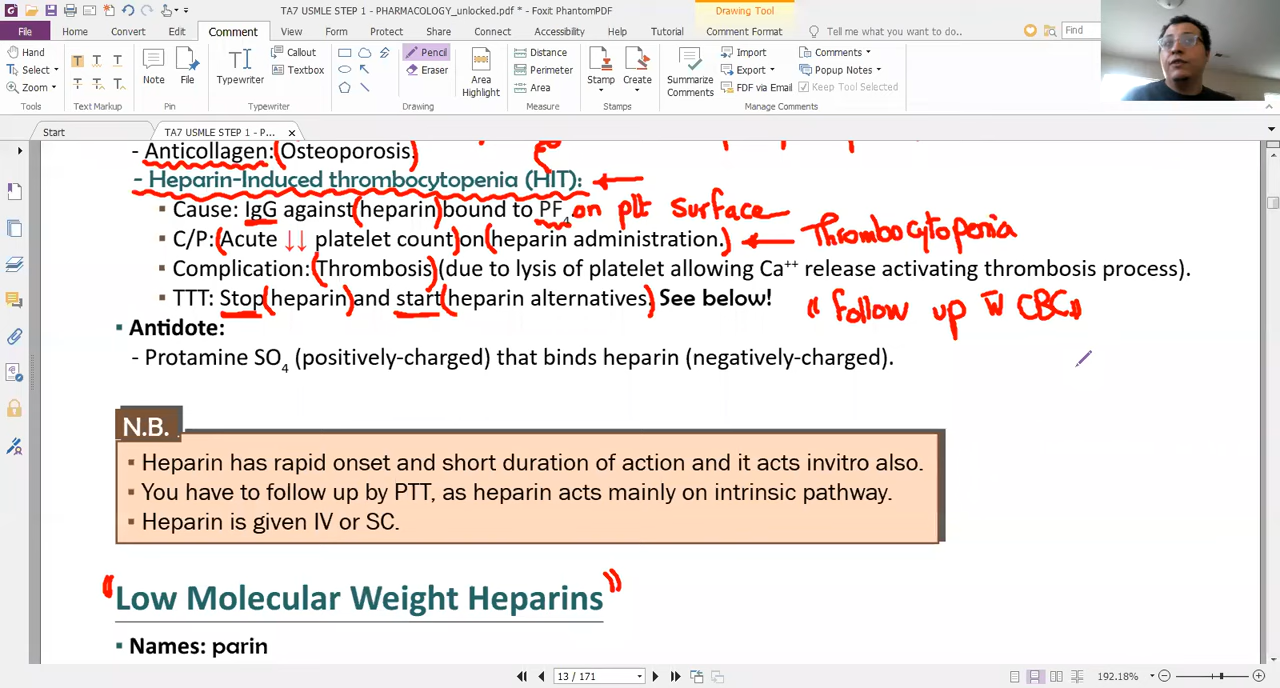 TA7 USMLE STEP 1 - PHARMACOLOGY_unlocked.pdf * - Foxit PhantomPDF
Drawing Tool
File Home Convert Edit Comment View Form Protect Share Connect Accessibility Help Tutorial Comment Format Tell me what you want to do.. Find
Hand
Select
Zoom
Tools
Text Markup
Note
File
Pin
Typewriter
Callout
Textbox
Typewriter
Pencil
Eraser
Drawing
Area
Highlight
Distance
Perimeter
Area
Measure
Stamp
Create
Stamps
Summarize
Comments
Import
Export
FDF via Email
Comments
Popup Notes
Keep Tool Selected
Manage Comments
Start
TA7 USMLE STEP 1 - P...
- Anticollagen: (Osteoporosis.)
- Heparin-Induced thrombocytopenia (HIT):
▪ Cause: IgG against (heparin) bound to PF4 on plt surface
▪ C/P: (Acute ↓↓ platelet count) on (heparin administration.) ← Thrombocytopenia
▪ Complication: (Thrombosis) (due to lysis of platelet allowing Ca++ release activating thrombosis process).
▪ TTT: Stop (heparin) and start (heparin alternatives.) See below! (( follow up w̄ CBC ))
▪ Antidote:
- Protamine SO4 (positively-charged) that binds heparin (negatively-charged).
N.B.
▪ Heparin has rapid onset and short duration of action and it acts invitro also.
▪ You have to follow up by PTT, as heparin acts mainly on intrinsic pathway.
▪ Heparin is given IV or SC.
(( Low Molecular Weight Heparins ))
▪ Names: parin
13 / 171
192.18%